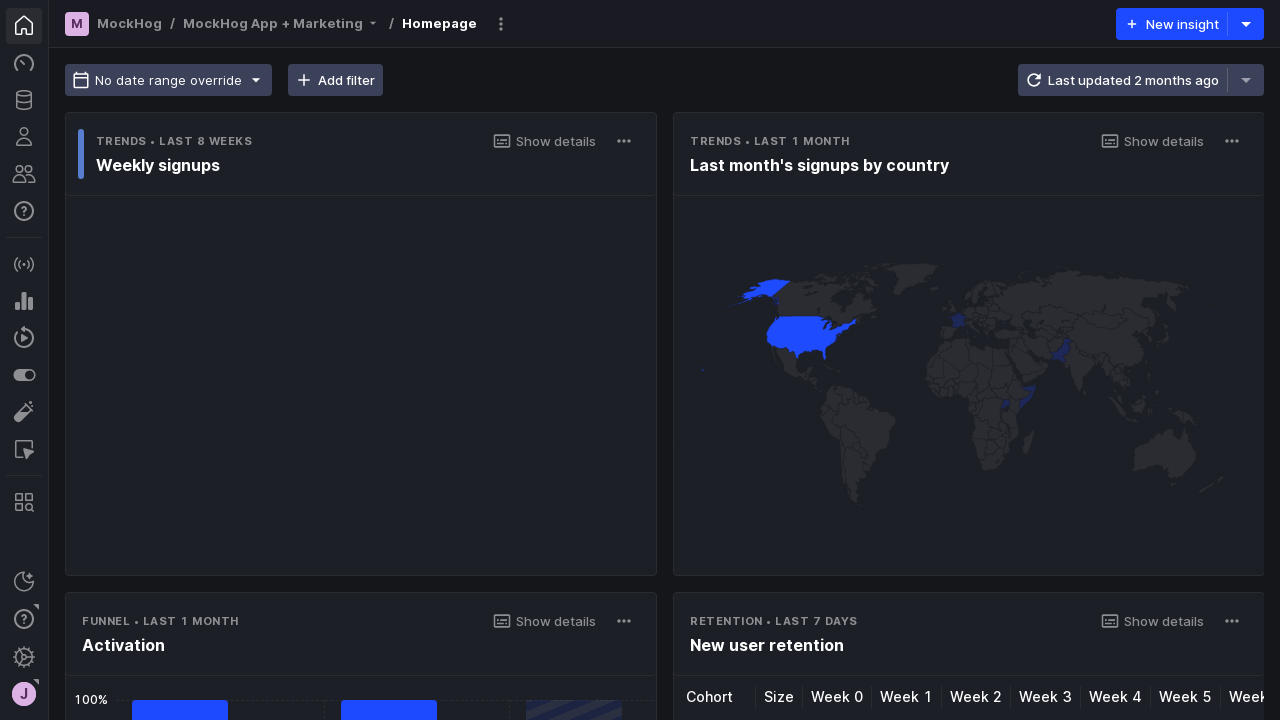 M MockHog / MockHog App + Marketing / Homepage
New insight
No date range override
Add filter
Last updated 2 months ago
TRENDS • LAST 8 WEEKS
Show details
Weekly signups
TRENDS • LAST 1 MONTH
Show details
Last month's signups by country
FUNNEL • LAST 1 MONTH
Show details
Activation
100%
RETENTION • LAST 7 DAYS
Show details
New user retention
Cohort Size Week 0 Week 1 Week 2 Week 3 Week 4 Week 5 Week
J